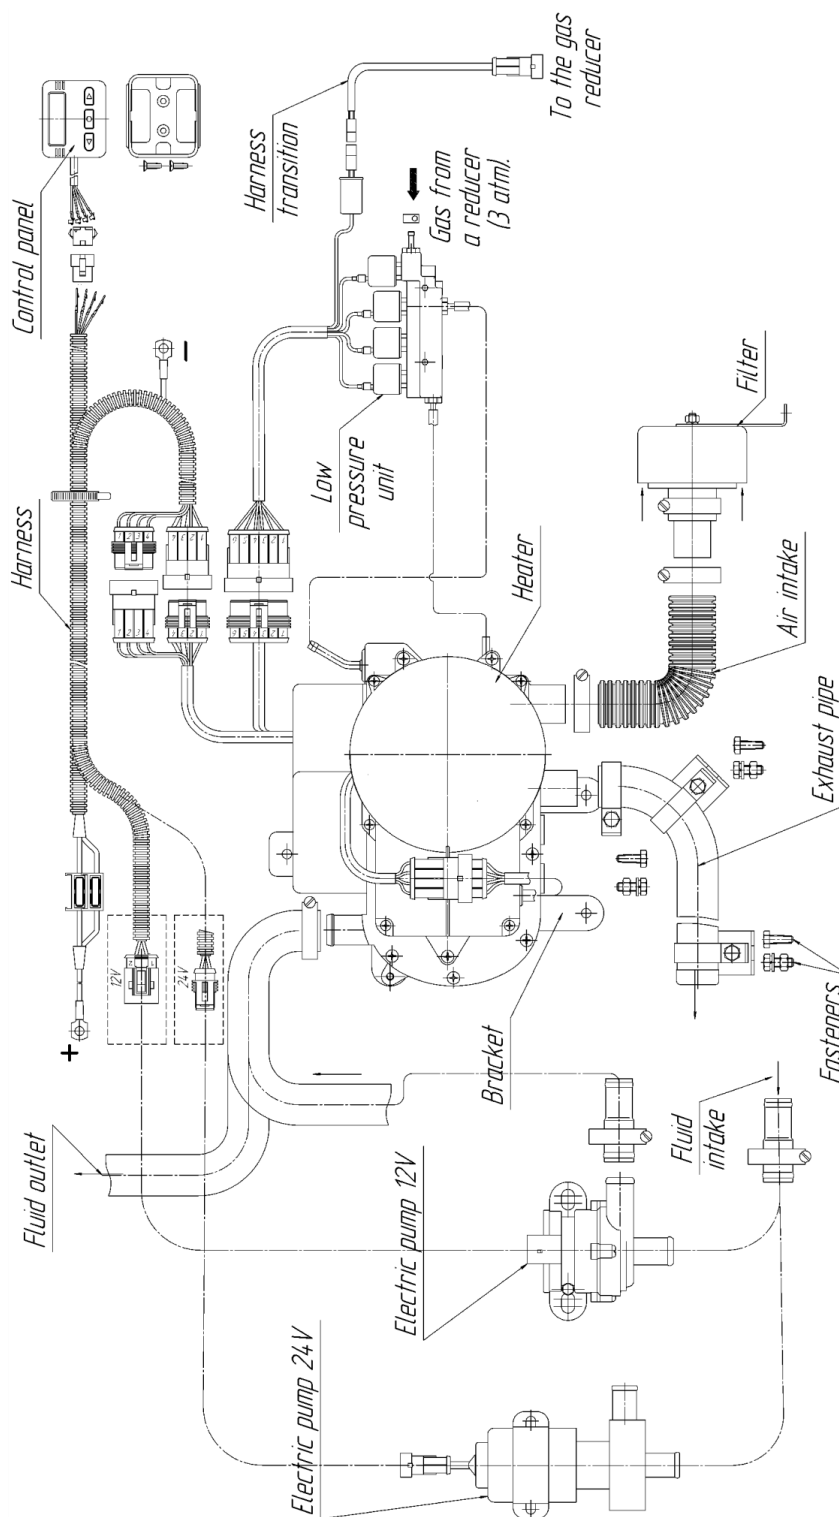 Control panel
Harness
transition
To the gas
reducer
Gas from
a reducer
(3 atm).
Harness
Low
pressure
unit
Filter
Heater
Air intake
Exhaust pipe
12V
24V
+
-
Fluid outlet
Bracket
Fasteners
Fluid
intake
Electric pump 12V
Electric pump 24V